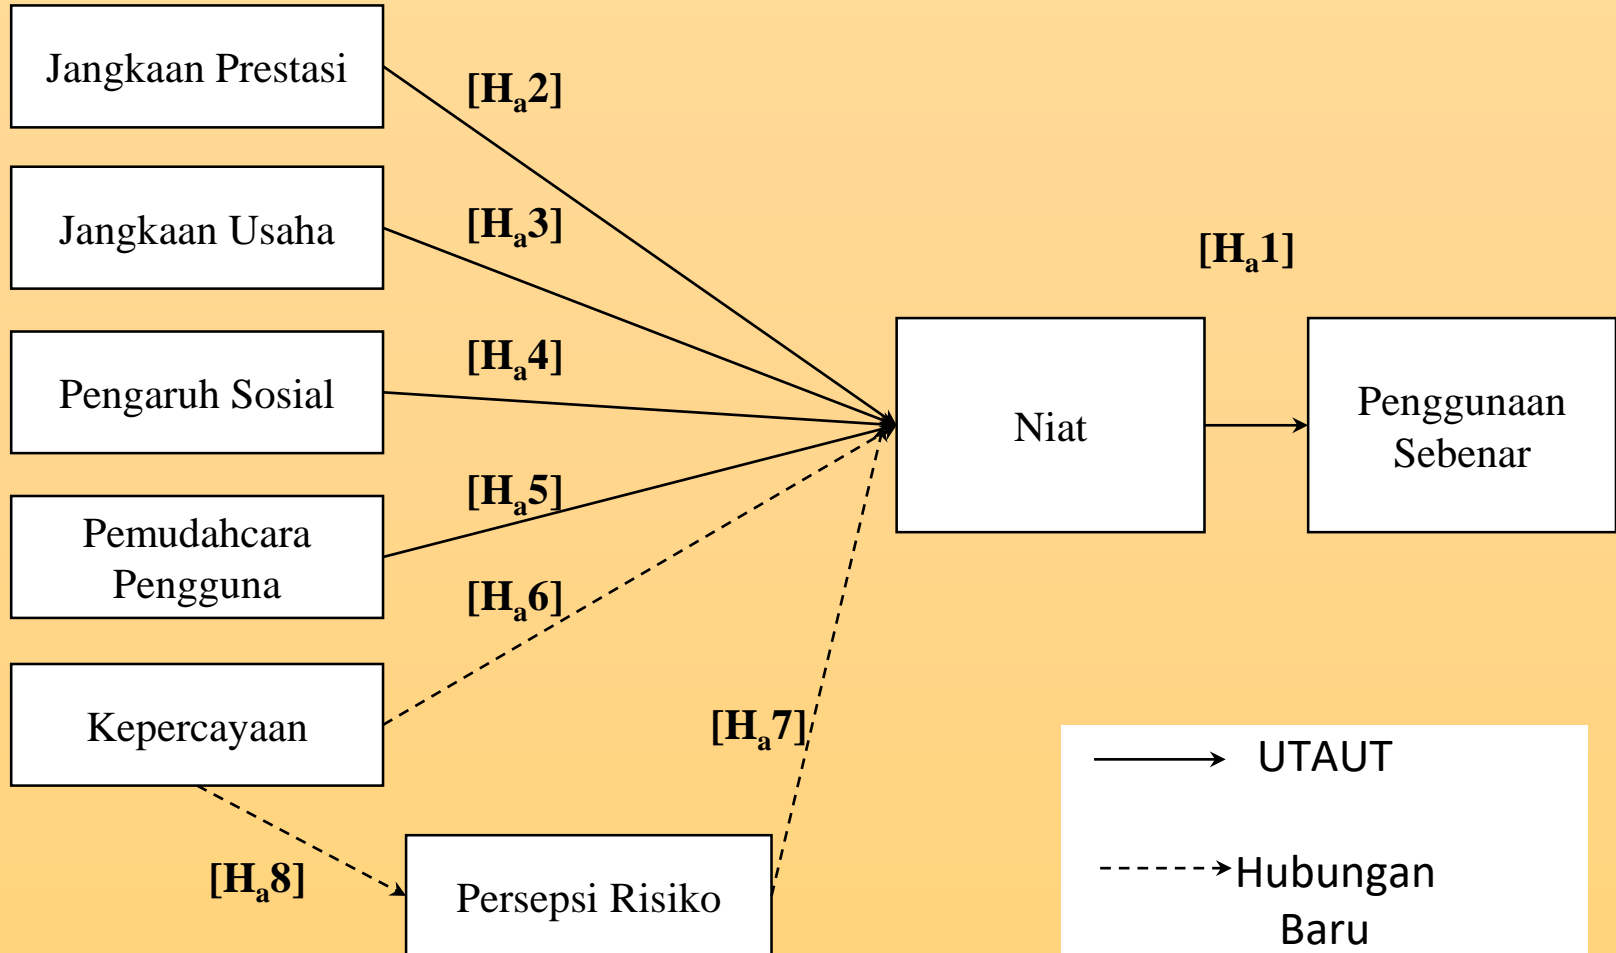 Jangkaan Prestasi
[Hₐ2]
Jangkaan Usaha
[Hₐ3]
[Hₐ1]
Pengaruh Sosial
[Hₐ4]
Niat
Penggunaan
Sebenar
Pemudahcara
Pengguna
[Hₐ5]
[Hₐ6]
Kepercayaan
[Hₐ7]
[Hₐ8]
Persepsi Risiko
UTAUT
Hubungan
Baru